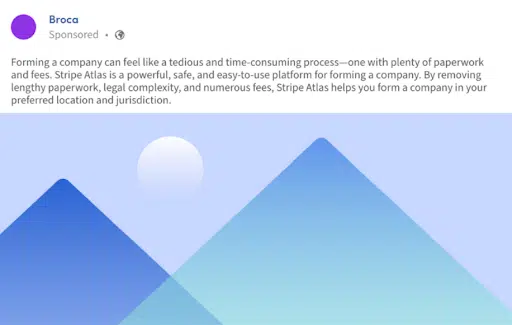 Broca
Sponsored •
Forming a company can feel like a tedious and time-consuming process—one with plenty of paperwork
and fees. Stripe Atlas is a powerful, safe, and easy-to-use platform for forming a company. By removing
lengthy paperwork, legal complexity, and numerous fees, Stripe Atlas helps you form a company in your
preferred location and jurisdiction.